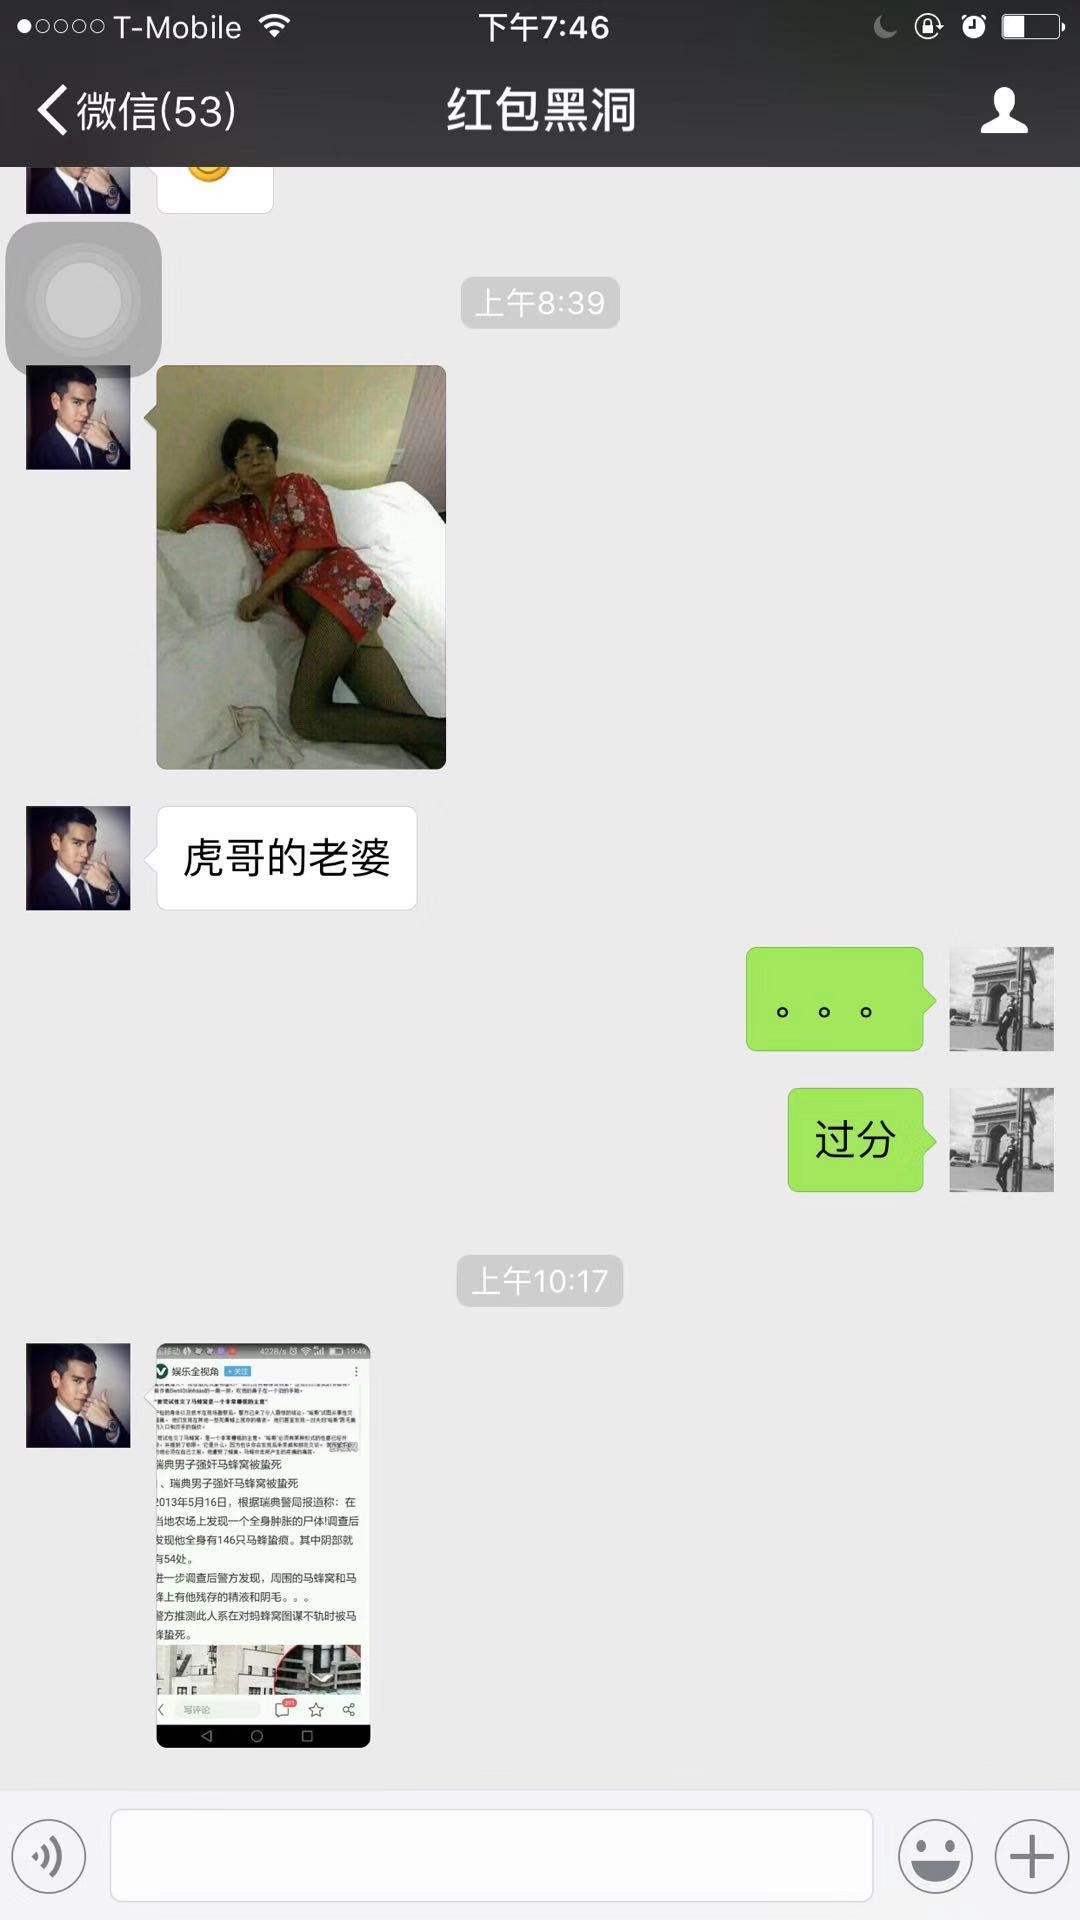 T-Mobile
下午7:46
微信(53)
红包黑洞
上午8:39
虎哥的老婆
。。。
过分
上午10:17
422B/s
19:49
娱乐全视角
+关注
瑞典男子强奸马蜂窝被蛰死
、瑞典男子强奸马蜂窝被蛰死
2013年5月16日，根据瑞典警局报道称：在
当地农场上发现一个全身肿胀的尸体!调查后
发现他全身有146只马蜂蛰痕。其中阴部就
有54处。
进一步调查后警方发现，周围的马蜂窝和马
蜂上有他残存的精液和阴毛。。。
警方推测此人系在对蚂蜂窝图谋不轨时被马
蜂蛰死。
写评论